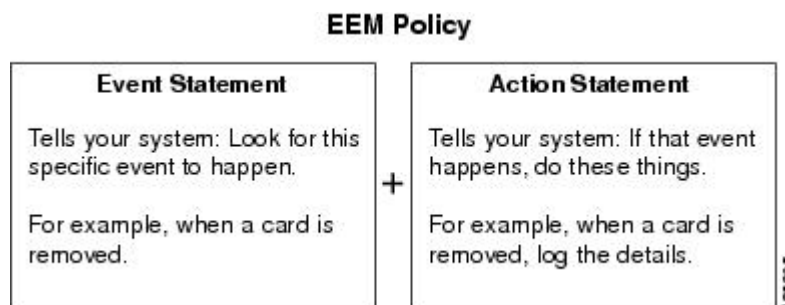 EEM Policy
Event Statement
Tells your system: Look for this
specific event to happen.
For example, when a card is
removed.
+
Action Statement
Tells your system: If that event
happens, do these things.
For example, when a card is
removed, log the details.